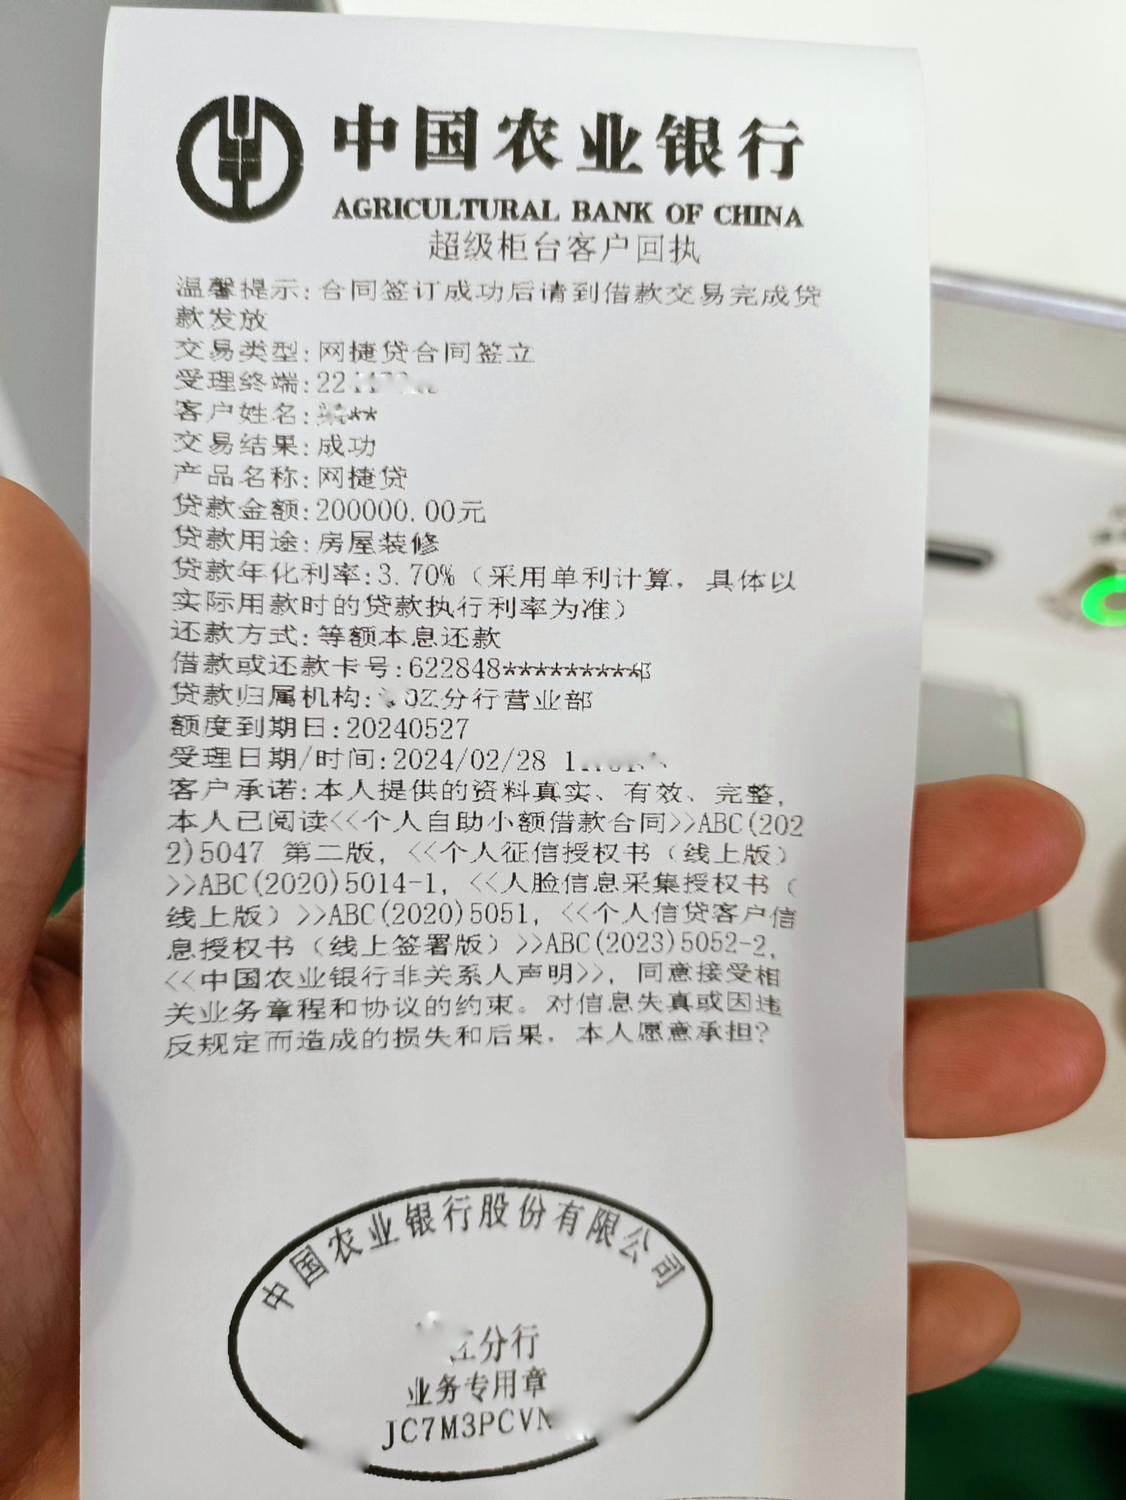 中国农业银行
AGRICULTURAL BANK OF CHINA
超级柜台客户回执
温馨提示:合同签订成功后请到借款交易完成贷
款发放
交易类型:网捷贷合同签立
受理终端:22
客户姓名:**
交易结果:成功
产品名称:网捷贷
贷款金额:200000.00元
贷款用途:房屋装修
贷款年化利率:3.70%（采用单利计算，具体以
实际用款时的贷款执行利率为准）
还款方式:等额本息还款
借款或还款卡号:622848*********
贷款归属机构:分行营业部
额度到期日:20240527
受理日期/时间:2024/02/28 1
客户承诺:本人提供的资料真实、有效、完整，
本人已阅读<<个人自助小额借款合同>>ABC(202
2)5047 第二版，<<个人征信授权书（线上版）
>>ABC(2020)5014-1，<<人脸信息采集授权书（
线上版）>>ABC(2020)5051，<<个人信贷客户信
息授权书（线上签署版）>>ABC(2023)5052-2，
<<中国农业银行非关系人声明>>，同意接受相
关业务章程和协议的约束。对信息失真或因违
反规定而造成的损失和后果，本人愿意承担?
中国农业银行股份有限公司
分行
业务专用章
JC7M3PCV